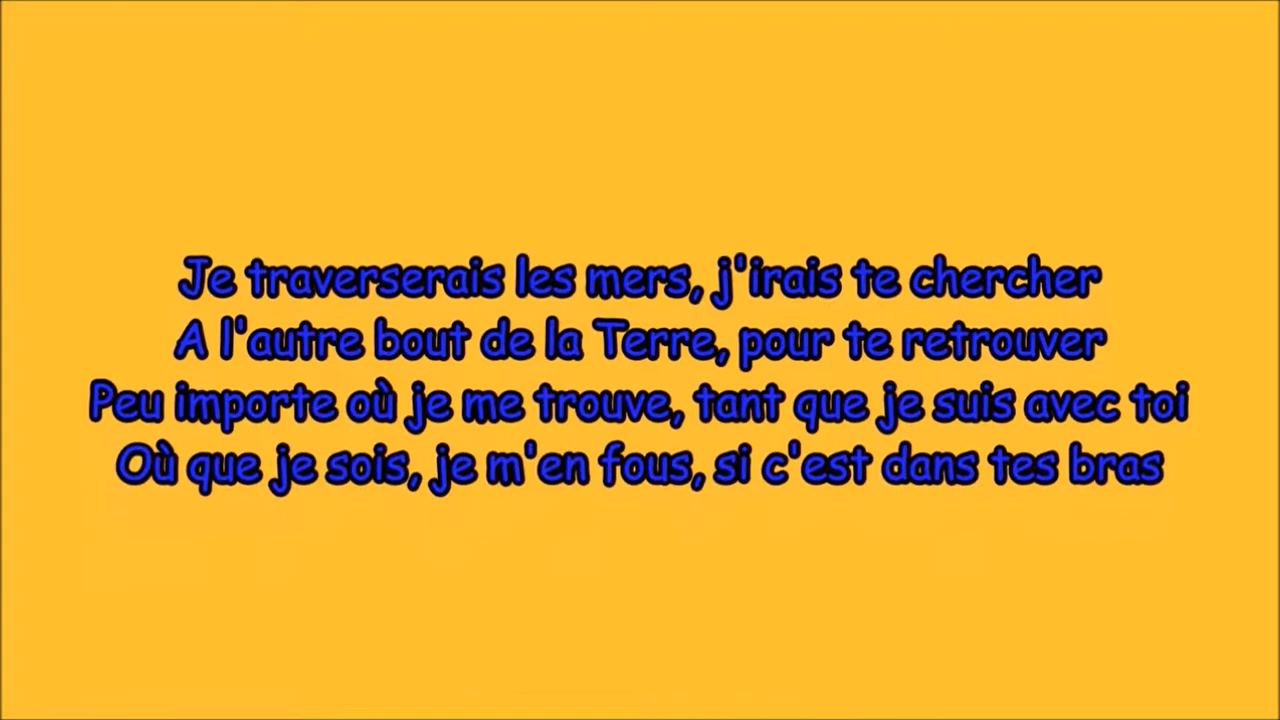 Je traverserais les mers, j'irais te chercher
A l'autre bout de la Terre, pour te retrouver
Peu importe où je me trouve, tant que je suis avec toi
Où que je sois, je m'en fous, si c'est dans tes bras